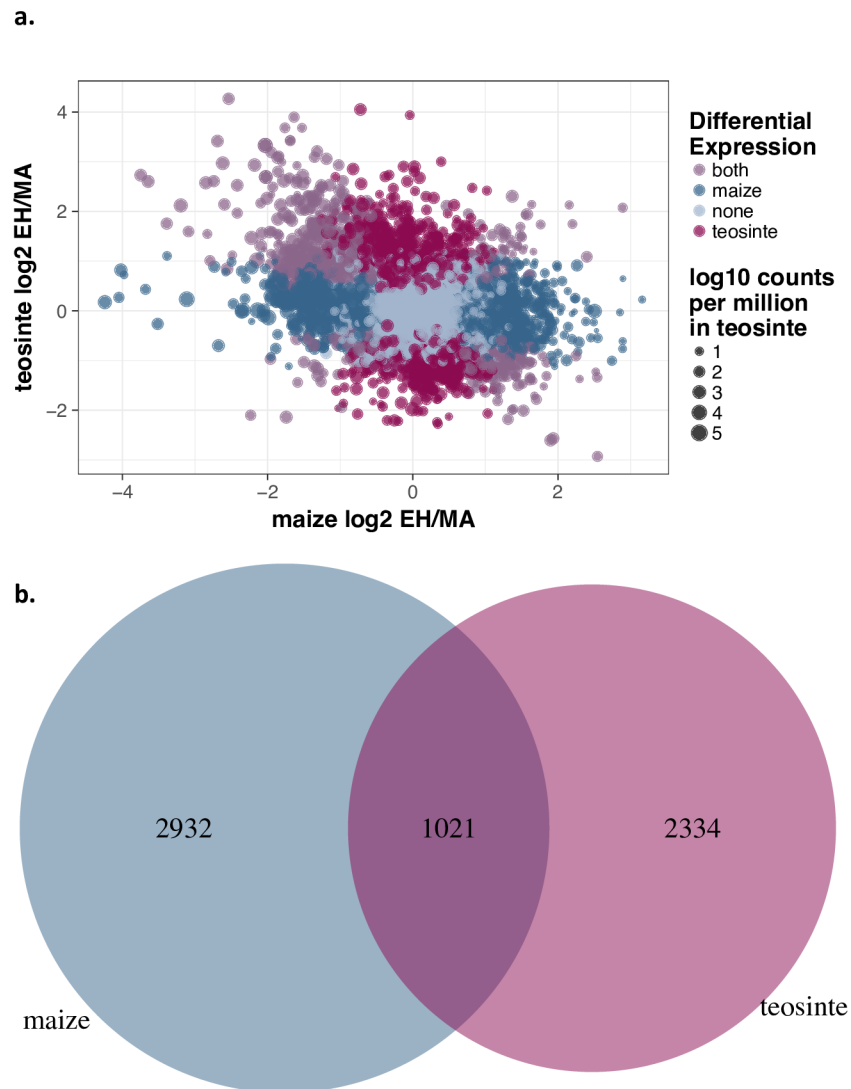 a.
4
2
0
−2
teosinte log2 EH/MA
−4
−2
0
2
maize log2 EH/MA
Differential
Expression
both
maize
none
teosinte
log10 counts
per million
in teosinte
1
2
3
4
5
b.
2932
1021
2334
maize
teosinte